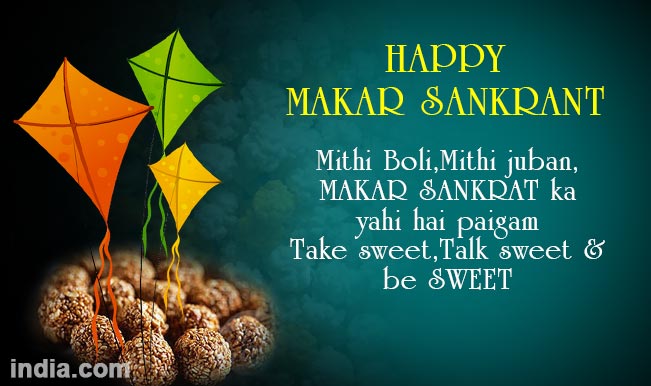 HAPPY
MAKAR SANKRANT
Mithi Boli,Mithi juban,
MAKAR SANKRAT ka
yahi hai paigam
Take sweet,Talk sweet &
be SWEET
india.com